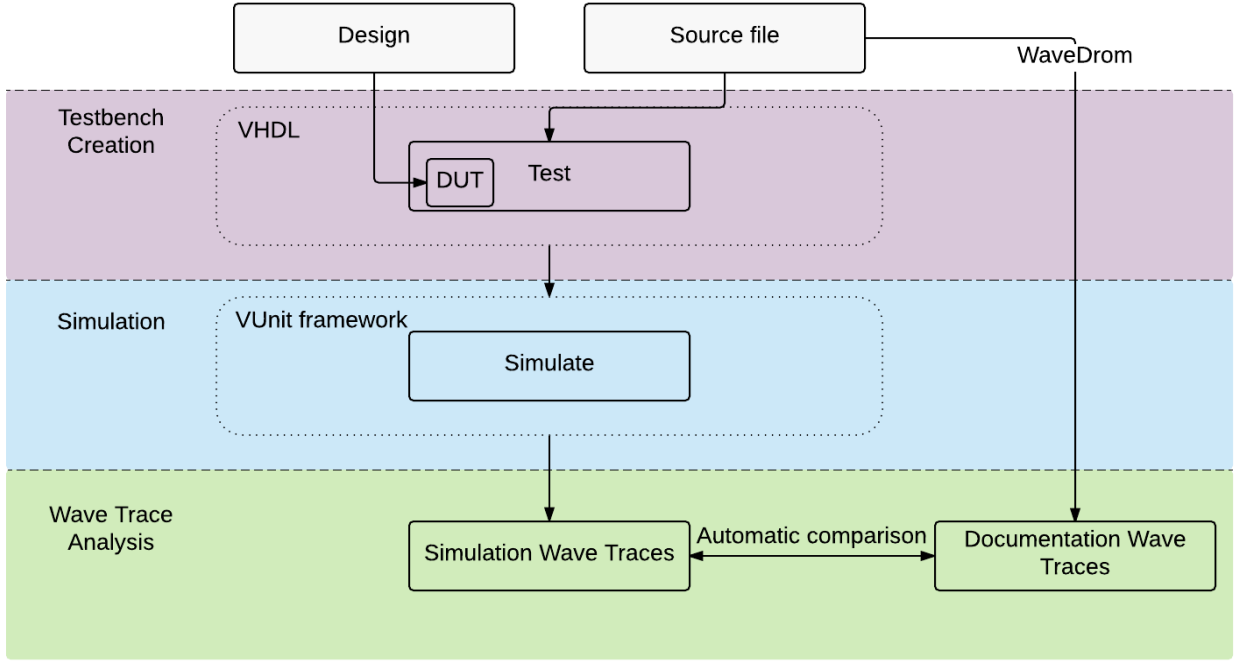 Design
Source file
WaveDrom
Testbench
Creation
VHDL
DUT
Test
Simulation
VUnit framework
Simulate
Wave Trace
Analysis
Simulation Wave Traces
Automatic comparison
Documentation Wave
Traces